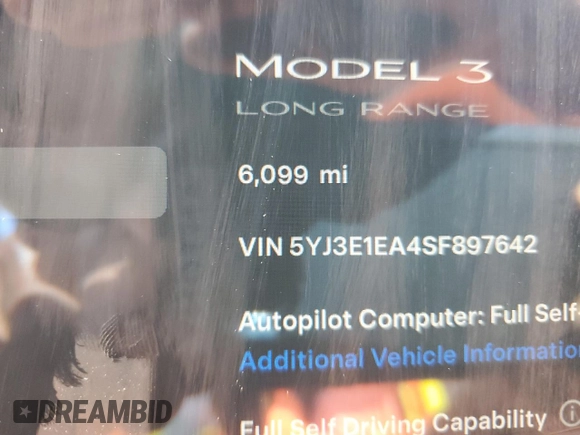 MODEL 3
LONG RANGE
6,099 mi
VIN 5YJ3E1EA4SF897642
Autopilot Computer: Full Self-
Additional Vehicle Informatio
Full Self Driving Capability
DREAMBID